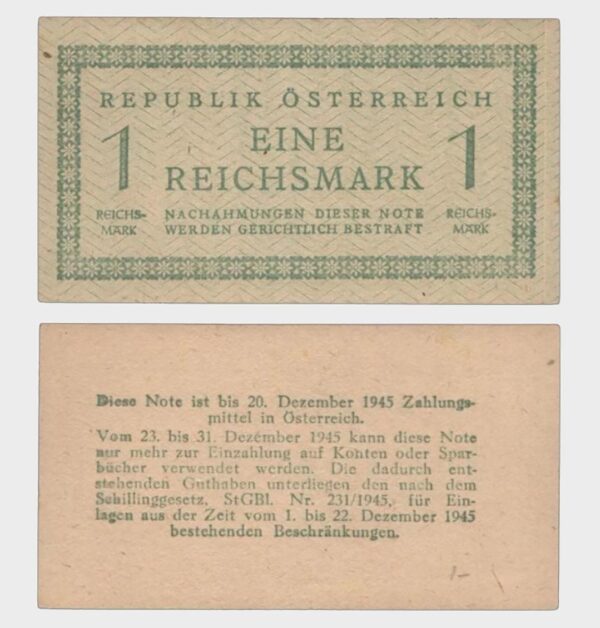 REPUBLIK ÖSTERREICH
1 EINE 1
REICHSMARK
REICHS- NACHAHMUNGEN DIESER NOTE REICHS-
MARK WERDEN GERICHTLICH BESTRAFT MARK
Diese Note ist bis 20. Dezember 1945 Zahlungs-
mittel in Österreich.
Vom 23. bis 31. Dezember 1945 kann diese Note
nur mehr zur Einzahlung auf Konten oder Spar-
bücher verwendet werden. Die dadurch ent-
stehenden Guthaben unterliegen den nach dem
Schillinggesetz, StGBl. Nr. 231/1945, für Ein-
lagen aus der Zeit vom 1. bis 22. Dezember 1945
bestehenden Beschränkungen.
1-